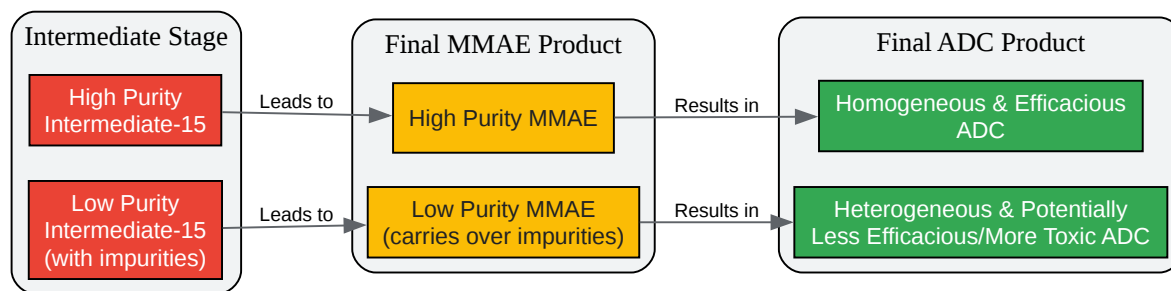 Intermediate Stage
High Purity
Intermediate-15
Low Purity
Intermediate-15
(with impurities)
Leads to
Leads to
Final MMAE Product
High Purity MMAE
Low Purity MMAE
(carries over impurities)
Results in
Results in
Final ADC Product
Homogeneous & Efficacious
ADC
Heterogeneous & Potentially
Less Efficacious/More Toxic ADC